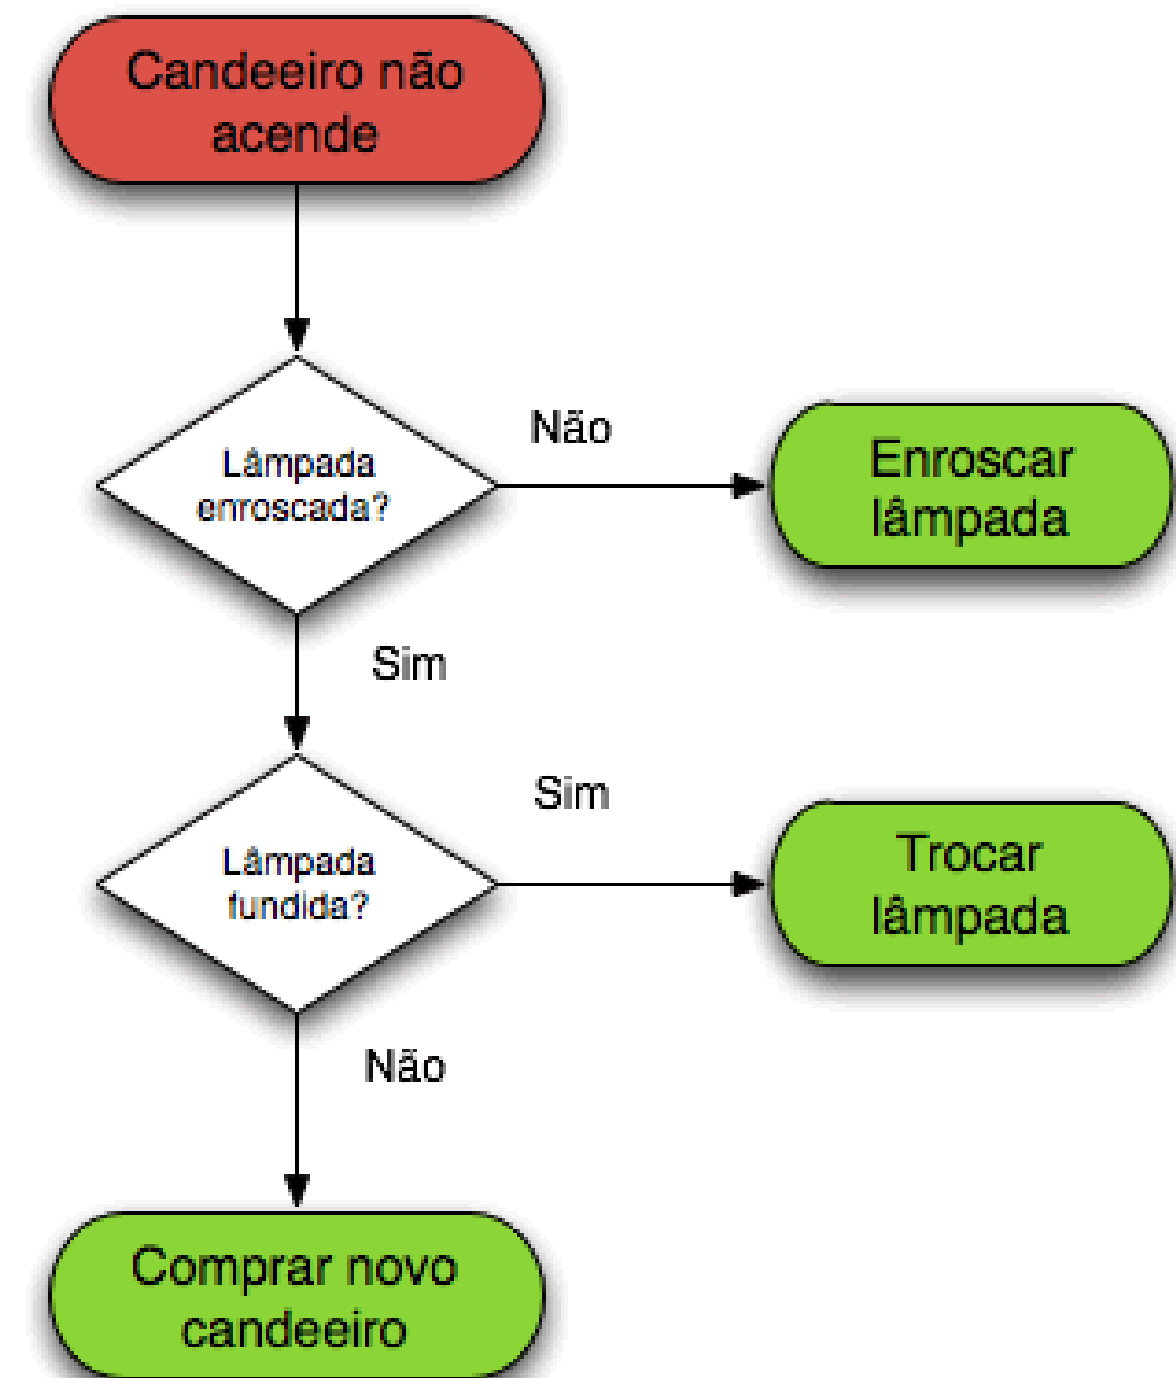 Candeeiro não
acende
Lâmpada
enroscada?
Não
Enroscar
lâmpada
Sim
Lâmpada
fundida?
Sim
Trocar
lâmpada
Não
Comprar novo
candeeiro